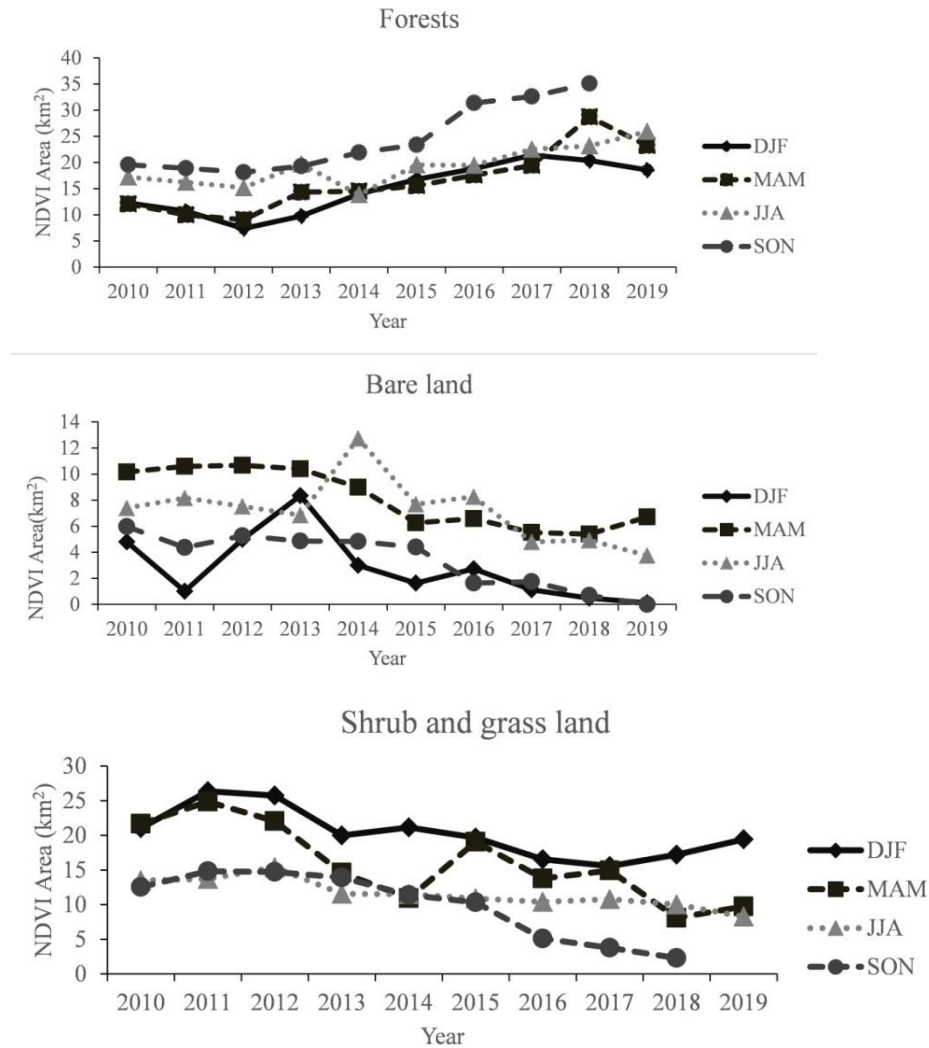 Forests
NDVI Area (km²)
40
35
30
25
20
15
10
5
0
2010 2011 2012 2013 2014 2015 2016 2017 2018 2019
Year
DJF
MAM
JJA
SON
Bare land
NDVI Area(km²)
14
12
10
8
6
4
2
0
2010 2011 2012 2013 2014 2015 2016 2017 2018 2019
Year
DJF
MAM
JJA
SON
Shrub and grass land
NDVI Area (km²)
30
25
20
15
10
5
0
2010 2011 2012 2013 2014 2015 2016 2017 2018 2019
Year
DJF
MAM
JJA
SON